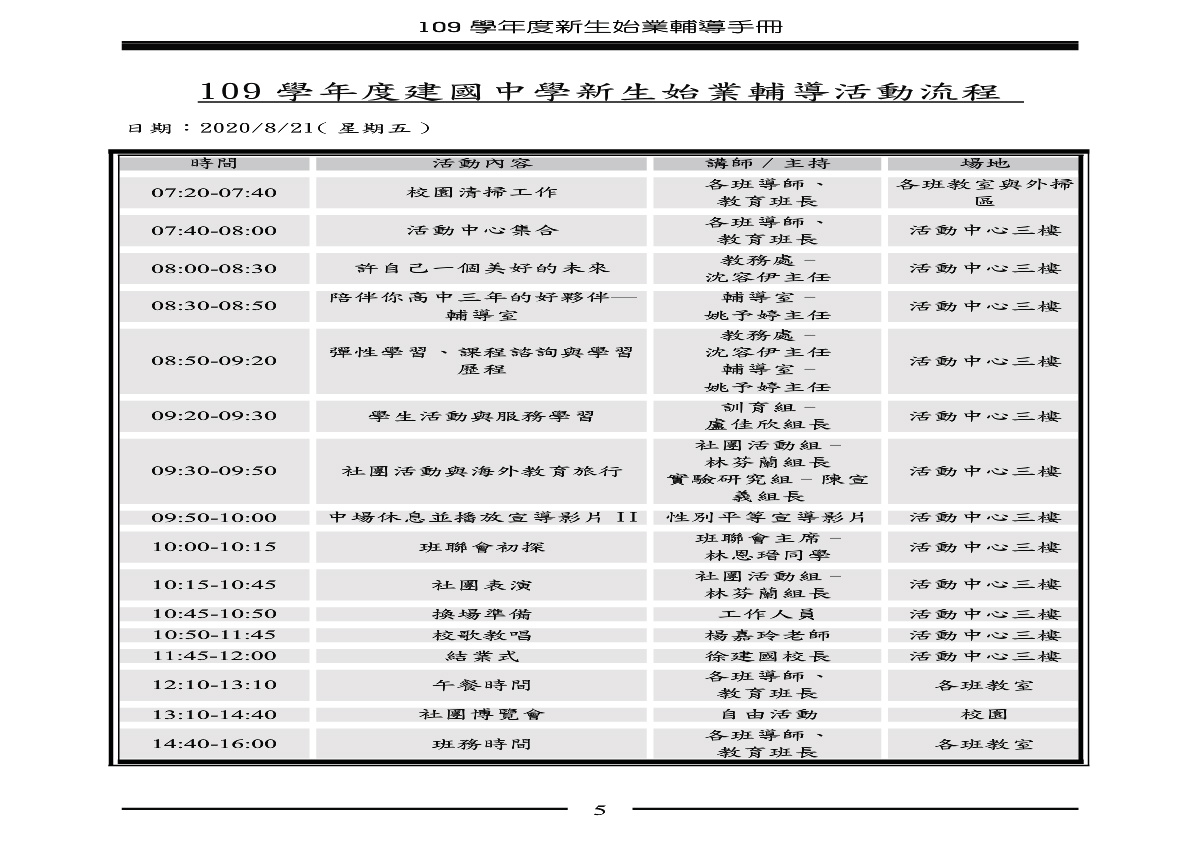 109 學年度新生始業輔導手冊
109 學年度建國中學新生始業輔導活動流程
日期：2020/8/21( 星期五 )
時間 活動內容 講師 / 主持 場地
07:20-07:40 校園清掃工作 各班導師、 各班教室與外掃
教育班長 區
07:40-08:00 活動中心集合 各班導師、 活動中心三樓
教育班長
08:00-08:30 許自己一個美好的未來 教務處 – 活動中心三樓
沈容伊主任
08:30-08:50 陪伴你高中三年的好夥伴— 輔導室 – 活動中心三樓
輔導室 姚予婷主任
08:50-09:20 彈性學習、課程諮詢與學習 教務處 – 活動中心三樓
歷程 沈容伊主任
輔導室 –
姚予婷主任
09:20-09:30 學生活動與服務學習 訓育組 – 活動中心三樓
盧佳欣組長
09:30-09:50 社團活動與海外教育旅行 社團活動組 – 活動中心三樓
林芬蘭組長
實驗研究組 – 陳宣
義組長
09:50-10:00 中場休息並播放宣導影片 II 性別平等宣導影片 活動中心三樓
10:00-10:15 班聯會初探 班聯會主席 – 活動中心三樓
林恩瑨同學
10:15-10:45 社團表演 社團活動組 – 活動中心三樓
林芬蘭組長
10:45-10:50 換場準備 工作人員 活動中心三樓
10:50-11:45 校歌教唱 楊嘉玲老師 活動中心三樓
11:45-12:00 結業式 徐建國校長 活動中心三樓
12:10-13:10 午餐時間 各班導師、 各班教室
教育班長
13:10-14:40 社團博覽會 自由活動 校園
14:40-16:00 班務時間 各班導師、 各班教室
教育班長
5